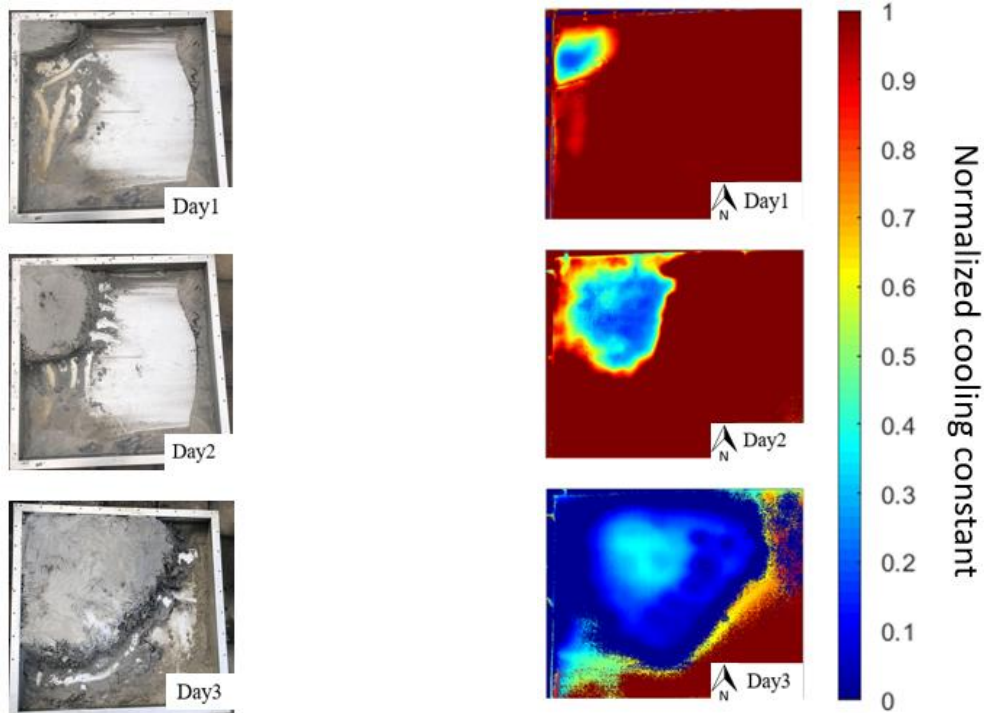 Day1
N
Day1
Day2
N
Day2
Day3
N
Day3
1
0.9
0.8
0.7
0.6
0.5
0.4
0.3
0.2
0.1
0
Normalized cooling constant